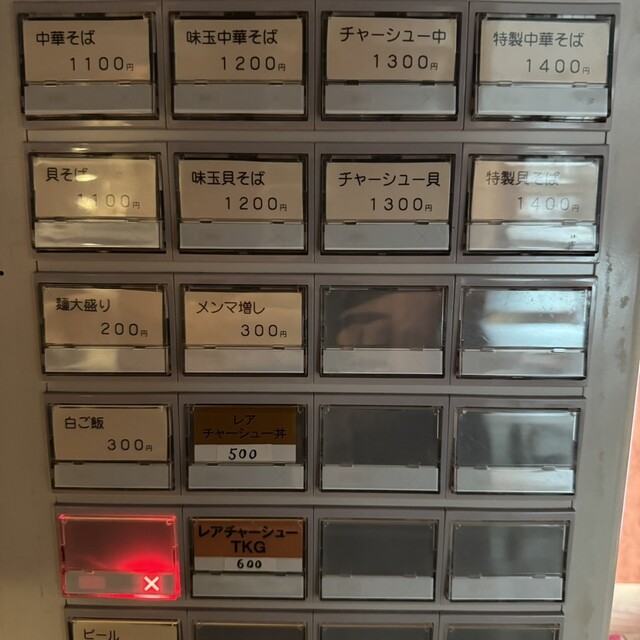 中華そば
1100円
味玉中華そば
1200円
チャーシュー中
1300円
特製中華そば
1400円
貝そば
1100円
味玉貝そば
1200円
チャーシュー貝
1300円
特製貝そば
1400円
麺大盛り
200円
メンマ増し
300円
白ご飯
300円
レア
チャーシュー丼
500
レアチャーシュー
TKG
600
ビール